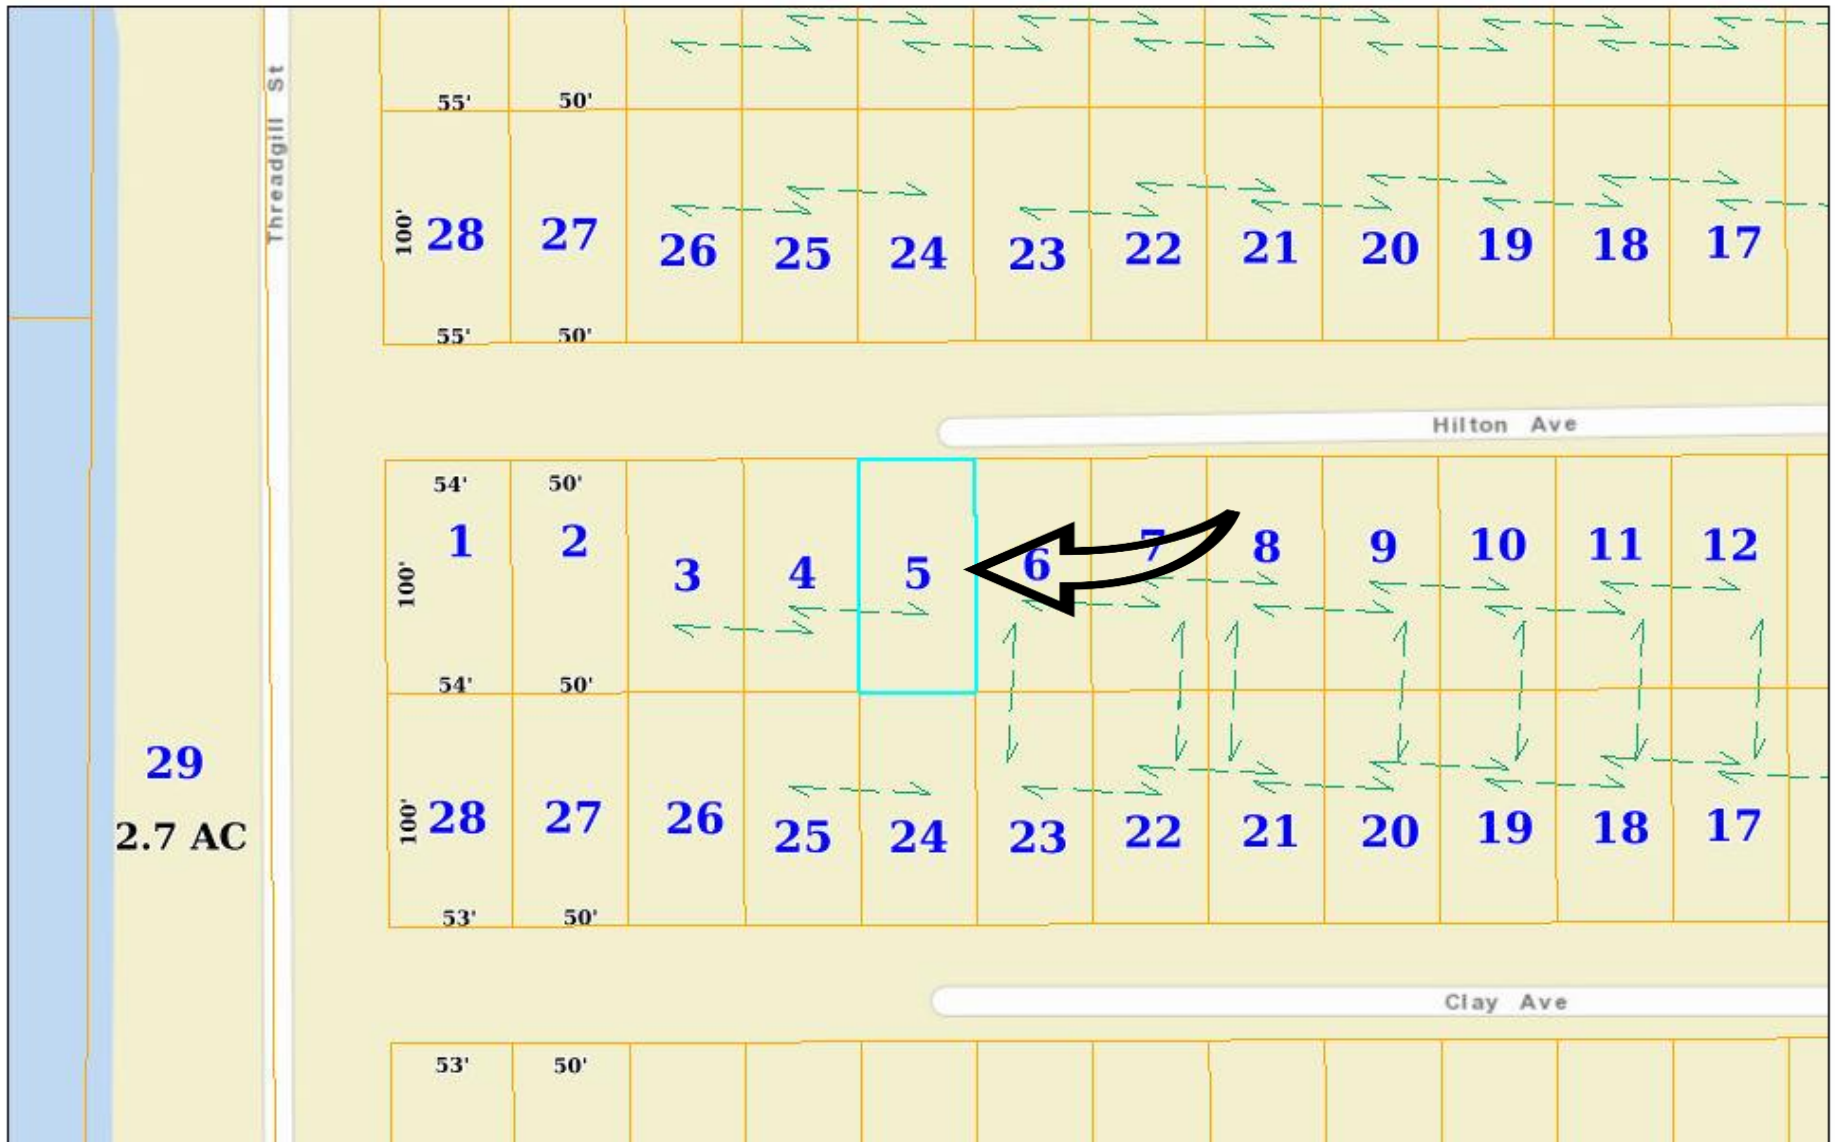 55' 50'
Threadgill St
100' 28 27 26 25 24 23 22 21 20 19 18 17
55' 50'
Hilton Ave
54' 50'
1 2 3 4 5 6 7 8 9 10 11 12
100'
54' 50'
29
2.7 AC
100' 28 27 26 25 24 23 22 21 20 19 18 17
53' 50'
Clay Ave
53' 50'